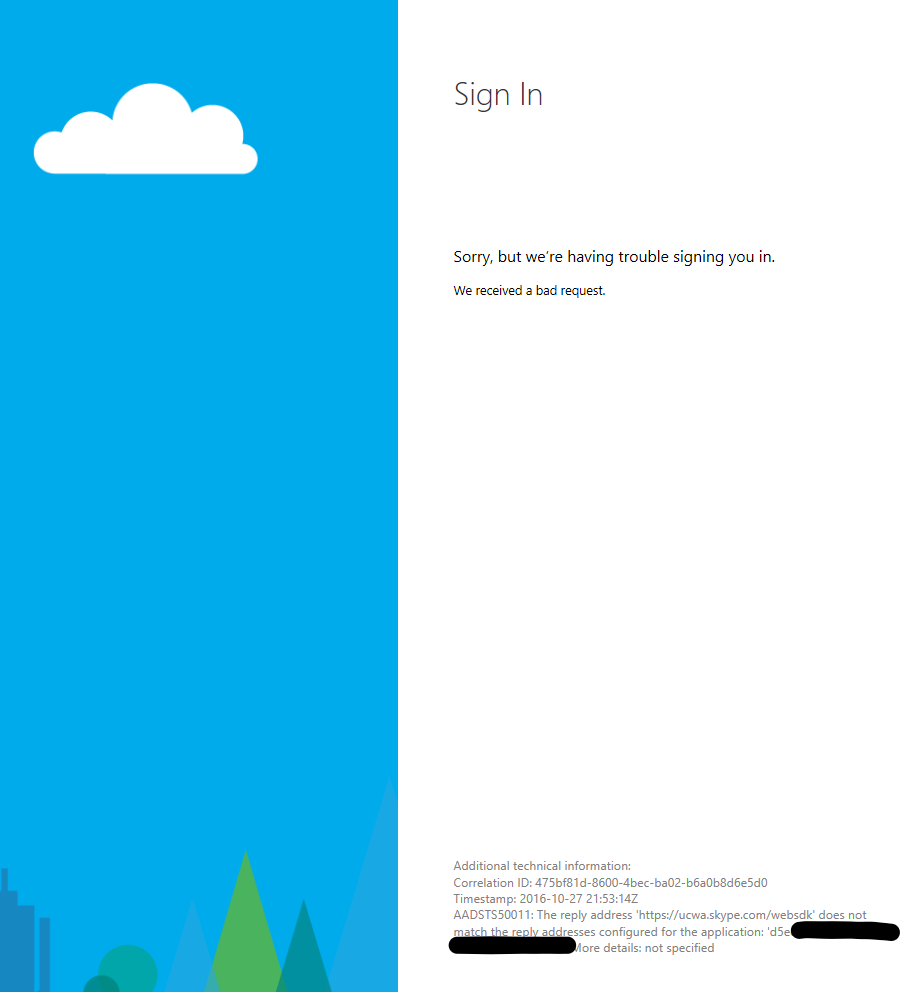 Sign In
Sorry, but we're having trouble signing you in.
We received a bad request.
Additional technical information:
Correlation ID: 475bf81d-8600-4bec-ba02-b6a0b8d6e5d0
Timestamp: 2016-10-27 21:53:14Z
AADSTS50011: The reply address 'https://ucwa.skype.com/websdk' does not
match the reply addresses configured for the application: 'd5e
More details: not specified